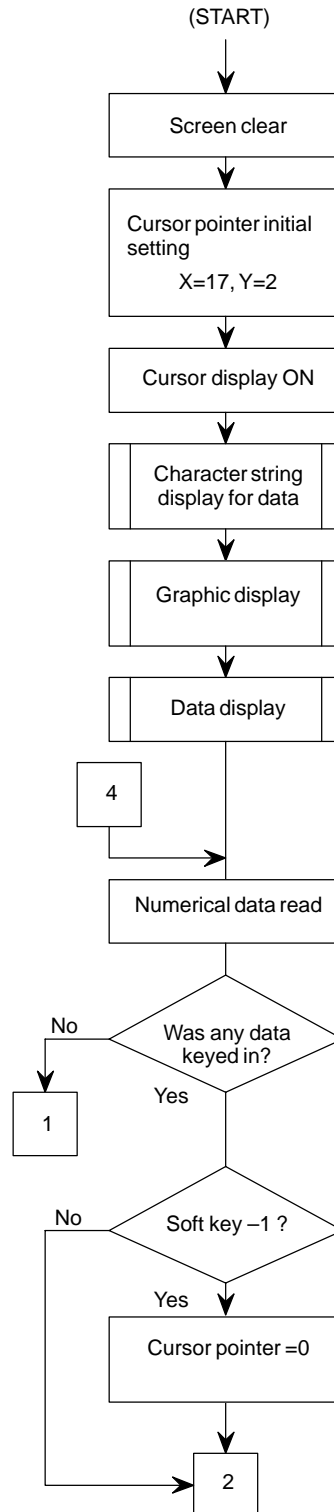 (START)
Screen clear
Cursor pointer initial
setting
X=17, Y=2
Cursor display ON
Character string
display for data
Graphic display
Data display
4
Numerical data read
No
Was any data
keyed in?
Yes
1
No
Soft key –1 ?
Yes
Cursor pointer =0
2